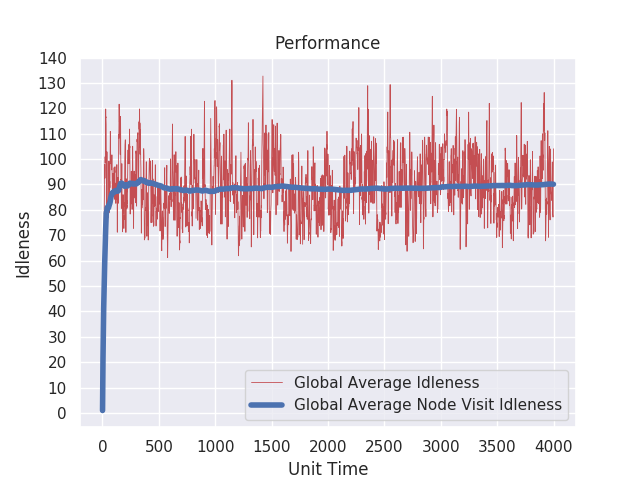 Performance
140
130
120
110
100
90
80
70
60
50
40
30
20
10
0
Idleness
Global Average Idleness
Global Average Node Visit Idleness
0 500 1000 1500 2000 2500 3000 3500 4000
Unit Time